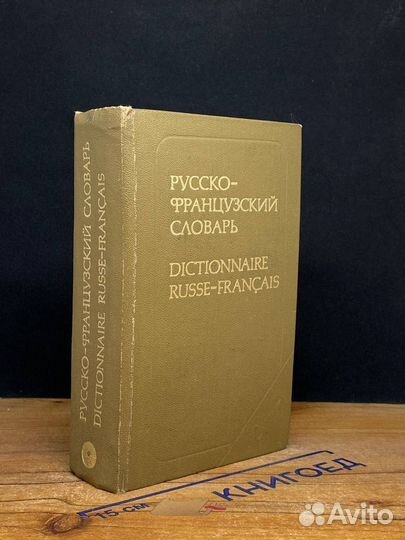 РУССКО-
ФРАНЦУЗСКИЙ
СЛОВАРЬ
DICTIONNAIRE
RUSSE-FRANÇAIS
РУССКО-ФРАНЦУЗСКИЙ СЛОВАРЬ
DICTIONNAIRE RUSSE-FRANÇAIS
15 СМ
КНИГОЕД
Avito